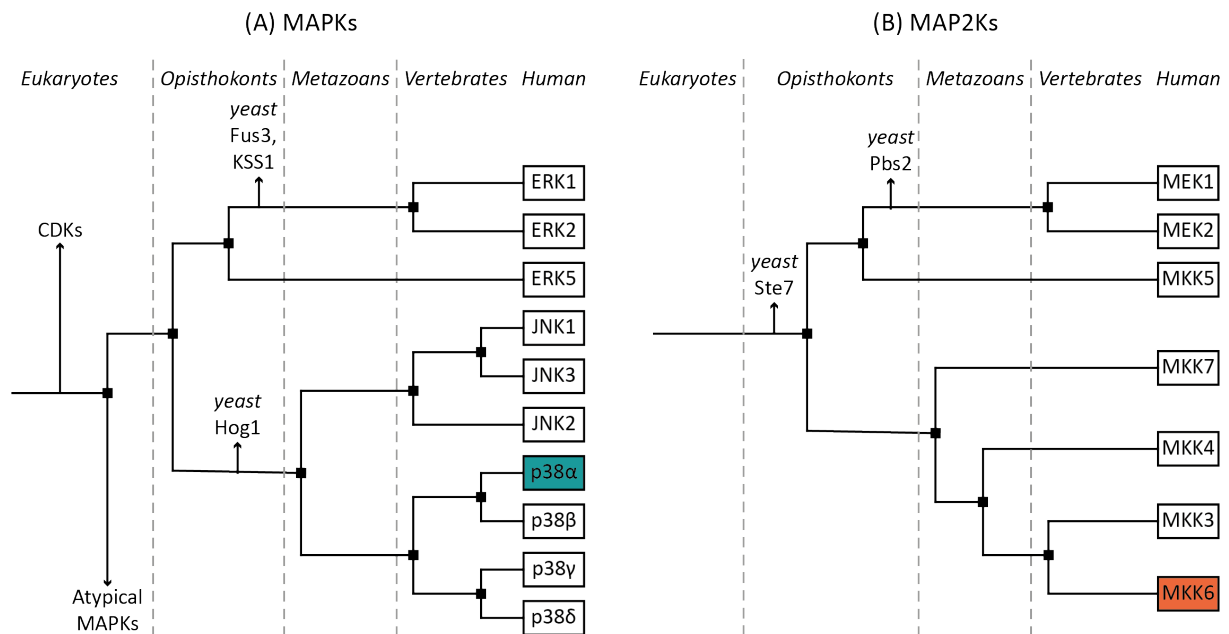 (A) MAPKs
Eukaryotes Opisthokonts Metazoans Vertebrates Human
yeast
Fus3,
KSS1
CDKs
ERK1
ERK2
ERK5
JNK1
JNK3
JNK2
yeast
Hog1
p38α
p38β
p38γ
p38δ
Atypical
MAPKs
(B) MAP2Ks
Eukaryotes Opisthokonts Metazoans Vertebrates Human
yeast
Pbs2
yeast
Ste7
MEK1
MEK2
MKK5
MKK7
MKK4
MKK3
MKK6